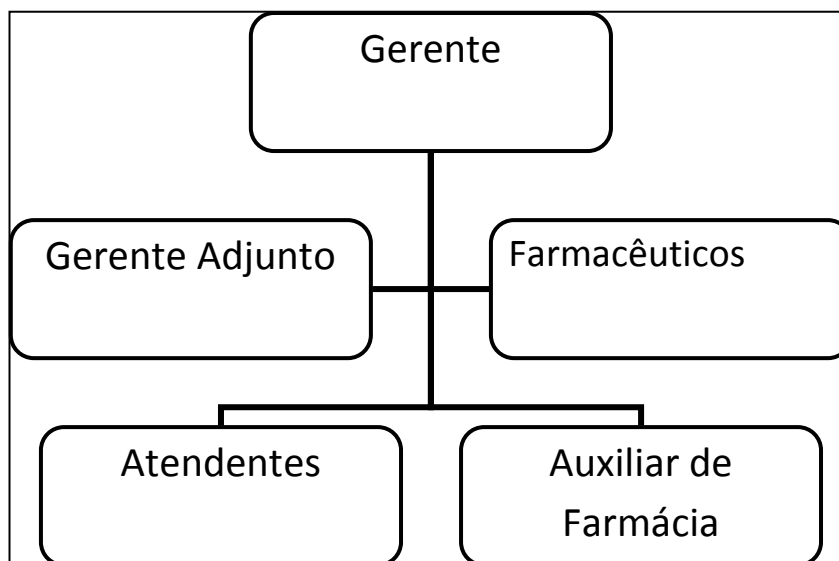 Gerente
Gerente Adjunto
Farmacêuticos
Atendentes
Auxiliar de
Farmácia